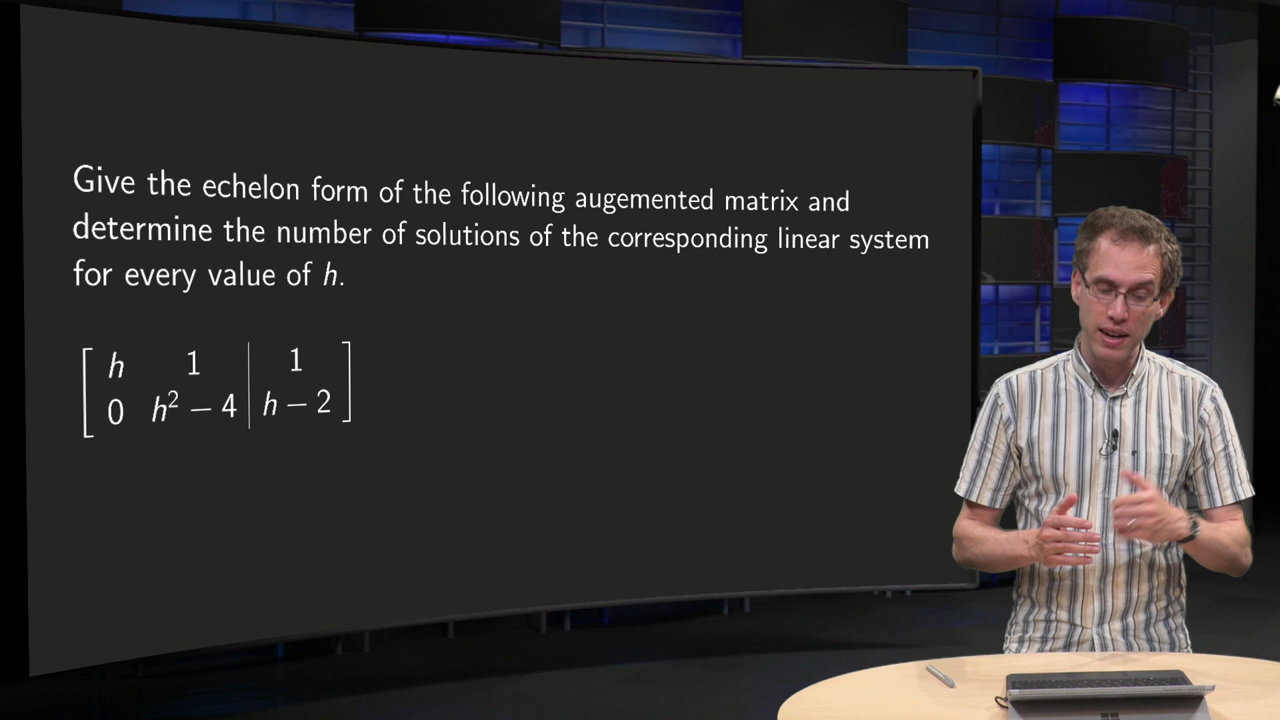 Give the echelon form of the following augemented matrix and
determine the number of solutions of the corresponding linear system
for every value of h.
h 1 | 1
0 h² − 4 | h − 2